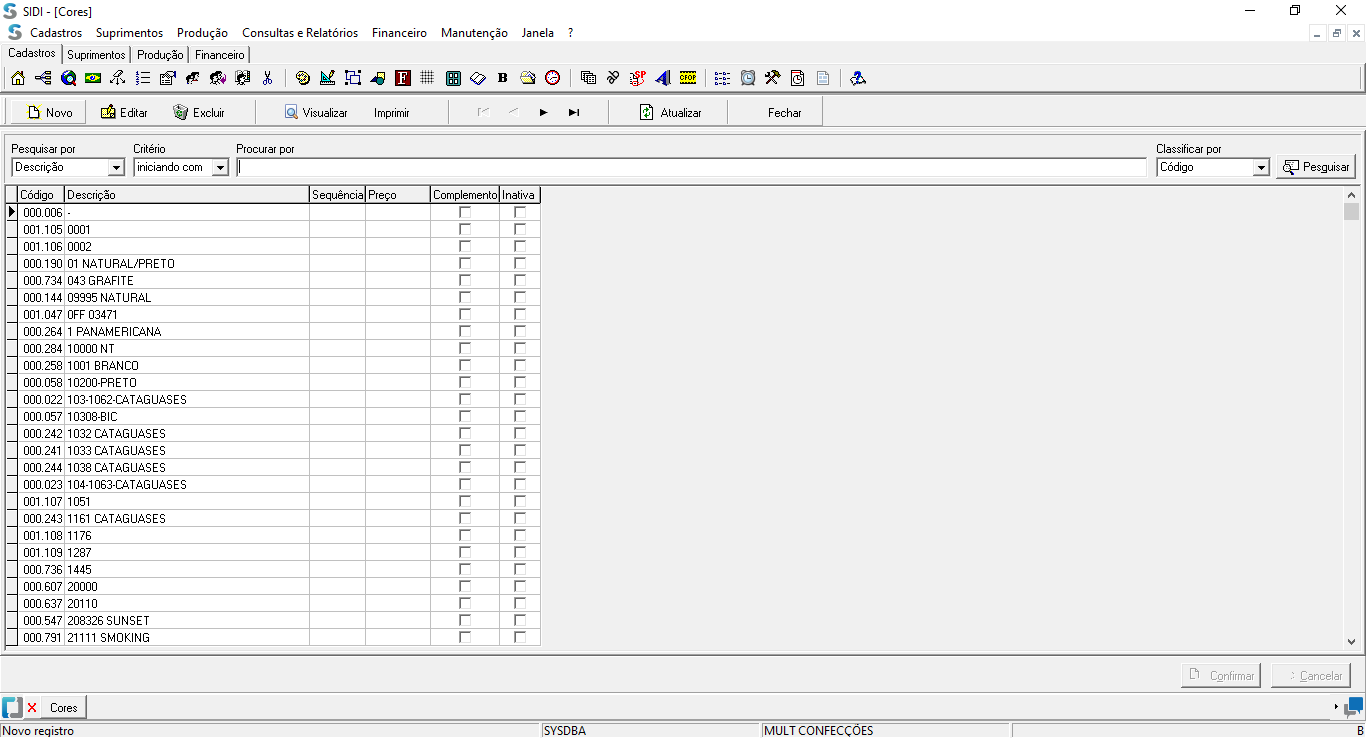 SIDI - [Cores]
Cadastros Suprimentos Produção Consultas e Relatórios Financeiro Manutenção Janela ?
Cadastros Suprimentos Produção Financeiro
F B SP CFOP
Novo Editar Excluir Visualizar Imprimir Atualizar Fechar
Pesquisar por Critério Procurar por Classificar por
Descrição iniciando com Código Pesquisar
Código Descrição Sequência Preço Complemento Inativa
000.006 -
001.105 0001
001.106 0002
000.190 01 NATURAL/PRETO
000.734 043 GRAFITE
000.144 09995 NATURAL
001.047 0FF 03471
000.264 1 PANAMERICANA
000.284 10000 NT
000.258 1001 BRANCO
000.058 10200-PRETO
000.022 103-1062-CATAGUASES
000.057 10308-BIC
000.242 1032 CATAGUASES
000.241 1033 CATAGUASES
000.244 1038 CATAGUASES
000.023 104-1063-CATAGUASES
001.107 1051
000.243 1161 CATAGUASES
001.108 1176
001.109 1287
000.736 1445
000.607 20000
000.637 20110
000.547 208326 SUNSET
000.791 21111 SMOKING
Confirmar Cancelar
Cores
Novo registro SYSDBA MULT CONFECÇÕES B